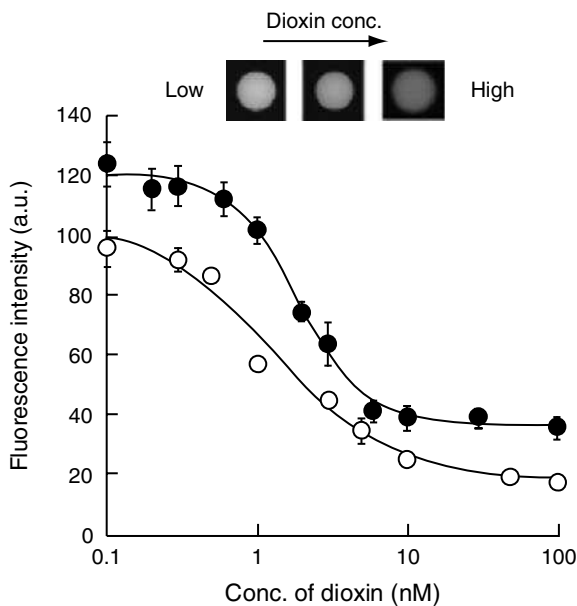 Dioxin conc.
Low High
140
120
100
80
60
40
20
0
0.1 1 10 100
Fluorescence intensity (a.u.)
Conc. of dioxin (nM)